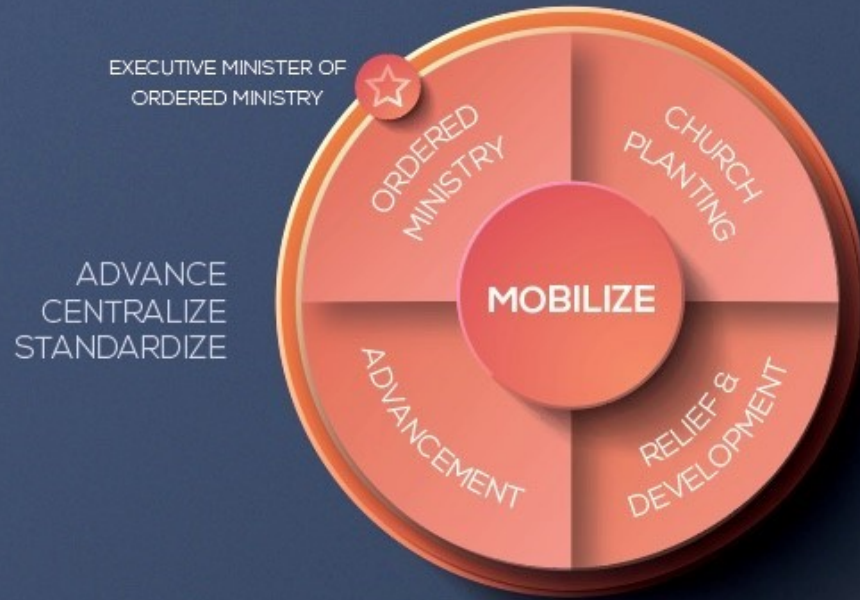 EXECUTIVE MINISTER OF
ORDERED MINISTRY
ORDERED
MINISTRY
CHURCH
PLANTING
ADVANCE
CENTRALIZE
STANDARDIZE
MOBILIZE
ADVANCEMENT
RELIEF &
DEVELOPMENT